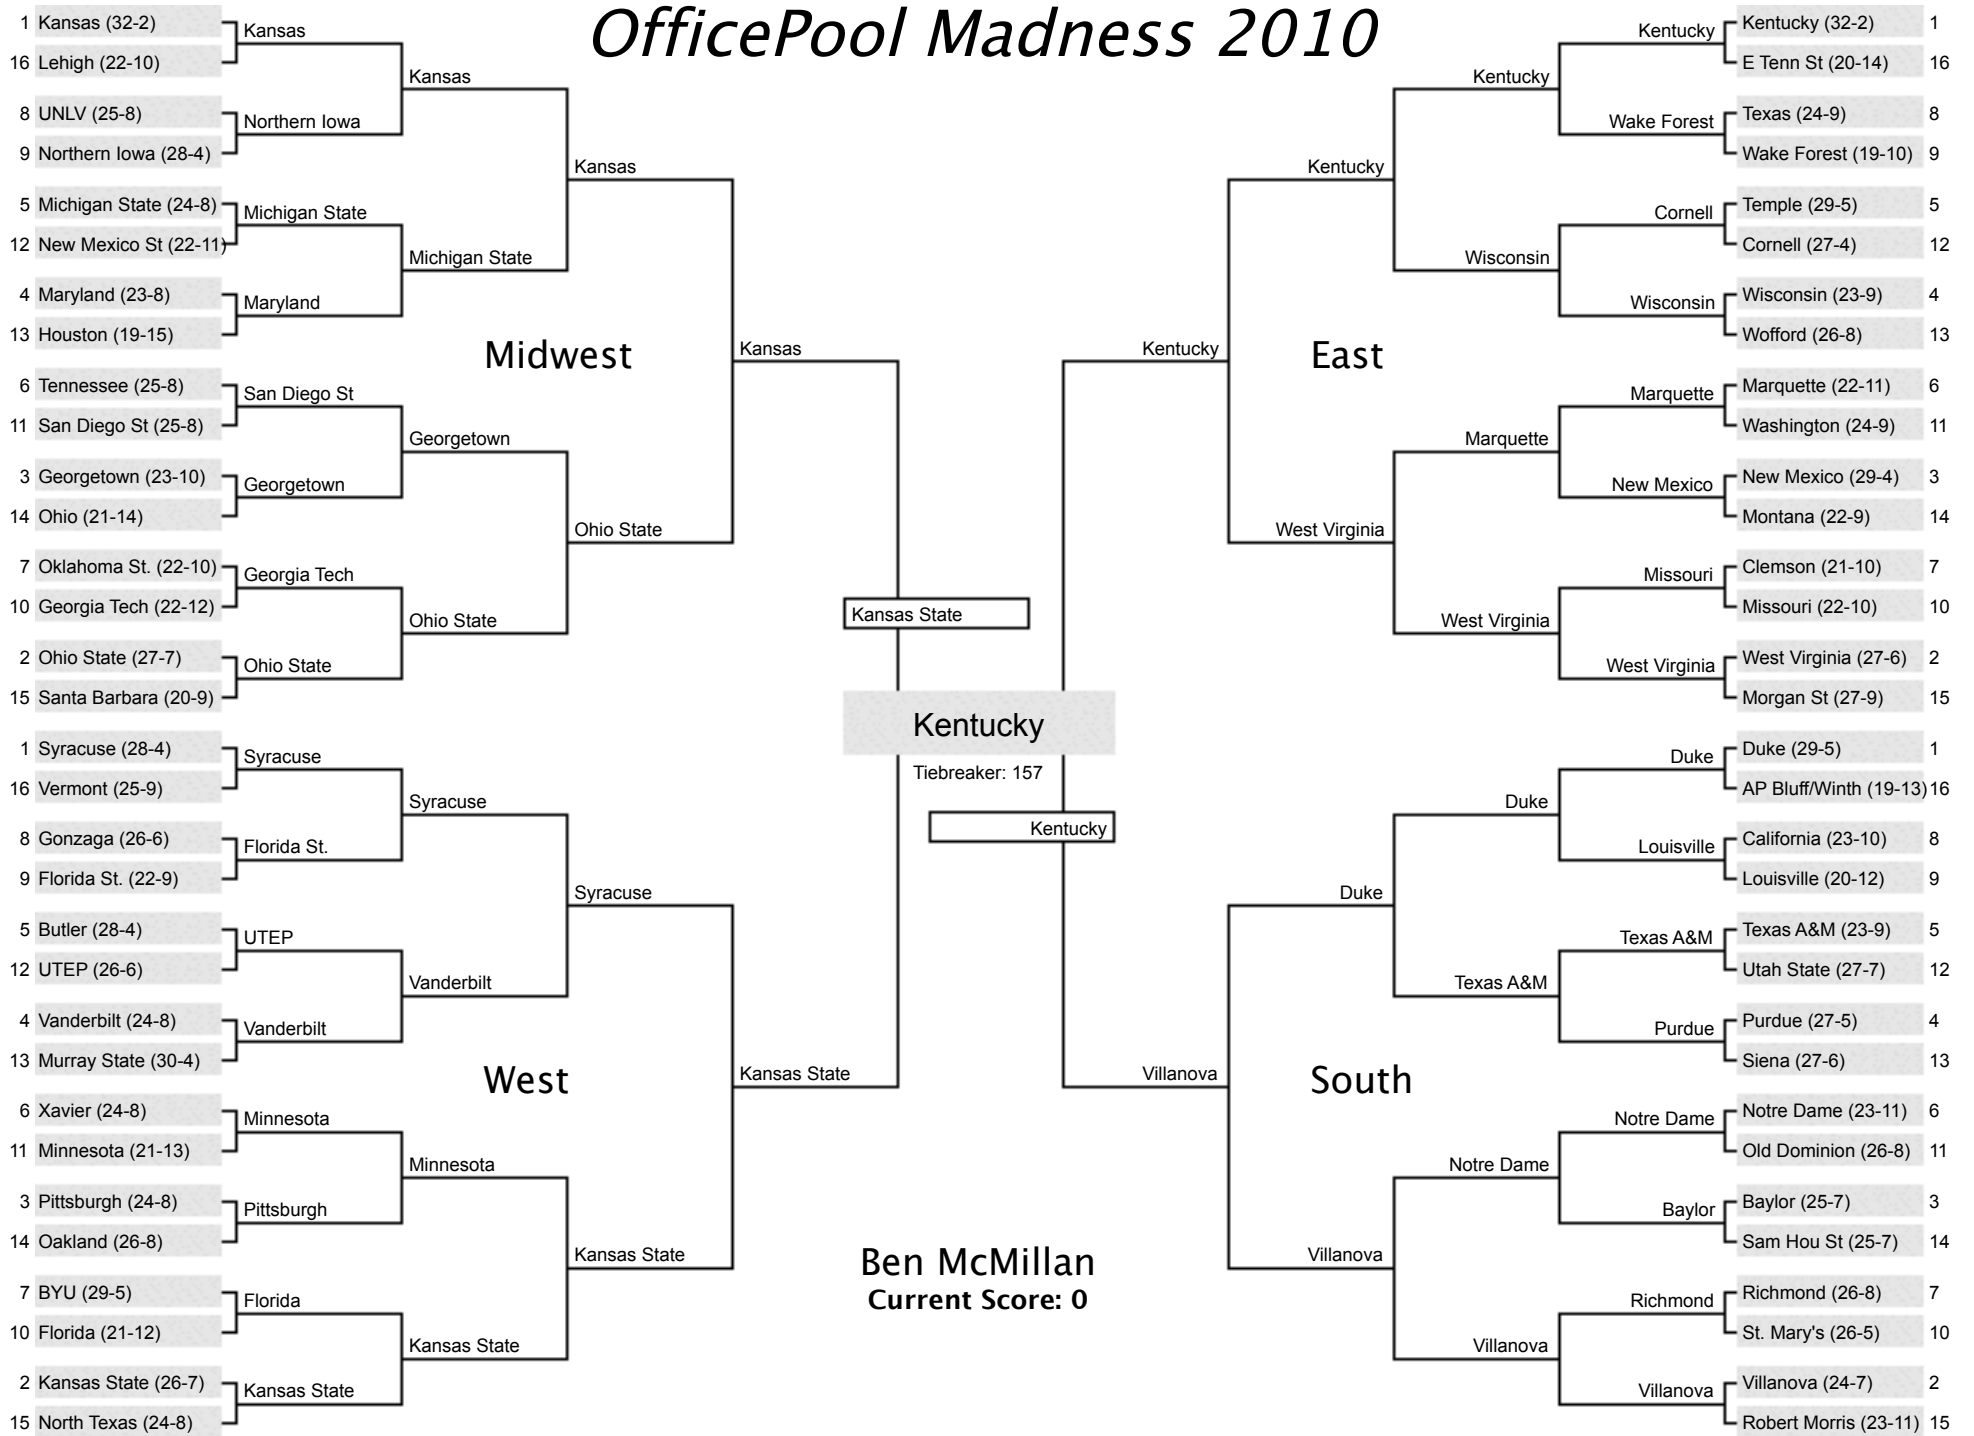 OfficePool Madness 2010
1 Kansas (32-2)
16 Lehigh (22-10)
8 UNLV (25-8)
9 Northern Iowa (28-4)
5 Michigan State (24-8)
12 New Mexico St (22-11)
4 Maryland (23-8)
13 Houston (19-15)
6 Tennessee (25-8)
11 San Diego St (25-8)
3 Georgetown (23-10)
14 Ohio (21-14)
7 Oklahoma St. (22-10)
10 Georgia Tech (22-12)
2 Ohio State (27-7)
15 Santa Barbara (20-9)
Kansas
Northern Iowa
Michigan State
Maryland
San Diego St
Georgetown
Georgia Tech
Ohio State
Kansas
Michigan State
Georgetown
Ohio State
Kansas
Ohio State
Kansas
Midwest
1 Syracuse (28-4)
16 Vermont (25-9)
8 Gonzaga (26-6)
9 Florida St. (22-9)
5 Butler (28-4)
12 UTEP (26-6)
4 Vanderbilt (24-8)
13 Murray State (30-4)
6 Xavier (24-8)
11 Minnesota (21-13)
3 Pittsburgh (24-8)
14 Oakland (26-8)
7 BYU (29-5)
10 Florida (21-12)
2 Kansas State (26-7)
15 North Texas (24-8)
Syracuse
Florida St.
UTEP
Vanderbilt
Minnesota
Pittsburgh
Florida
Kansas State
Syracuse
Vanderbilt
Minnesota
Kansas State
Syracuse
Kansas State
Kansas State
West
Kansas State
Kentucky
Tiebreaker: 157
Kentucky
Ben McMillan
Current Score: 0
Kentucky (32-2) 1
E Tenn St (20-14) 16
Texas (24-9) 8
Wake Forest (19-10) 9
Temple (29-5) 5
Cornell (27-4) 12
Wisconsin (23-9) 4
Wofford (26-8) 13
Marquette (22-11) 6
Washington (24-9) 11
New Mexico (29-4) 3
Montana (22-9) 14
Clemson (21-10) 7
Missouri (22-10) 10
West Virginia (27-6) 2
Morgan St (27-9) 15
Kentucky
Wake Forest
Cornell
Wisconsin
Marquette
New Mexico
Missouri
West Virginia
Kentucky
Wisconsin
Marquette
West Virginia
Kentucky
West Virginia
Kentucky
East
Duke (29-5) 1
AP Bluff/Winth (19-13) 16
California (23-10) 8
Louisville (20-12) 9
Texas A&M (23-9) 5
Utah State (27-7) 12
Purdue (27-5) 4
Siena (27-6) 13
Notre Dame (23-11) 6
Old Dominion (26-8) 11
Baylor (25-7) 3
Sam Hou St (25-7) 14
Richmond (26-8) 7
St. Mary's (26-5) 10
Villanova (24-7) 2
Robert Morris (23-11) 15
Duke
Louisville
Texas A&M
Purdue
Notre Dame
Baylor
Richmond
Villanova
Duke
Texas A&M
Notre Dame
Villanova
Duke
Villanova
Villanova
South